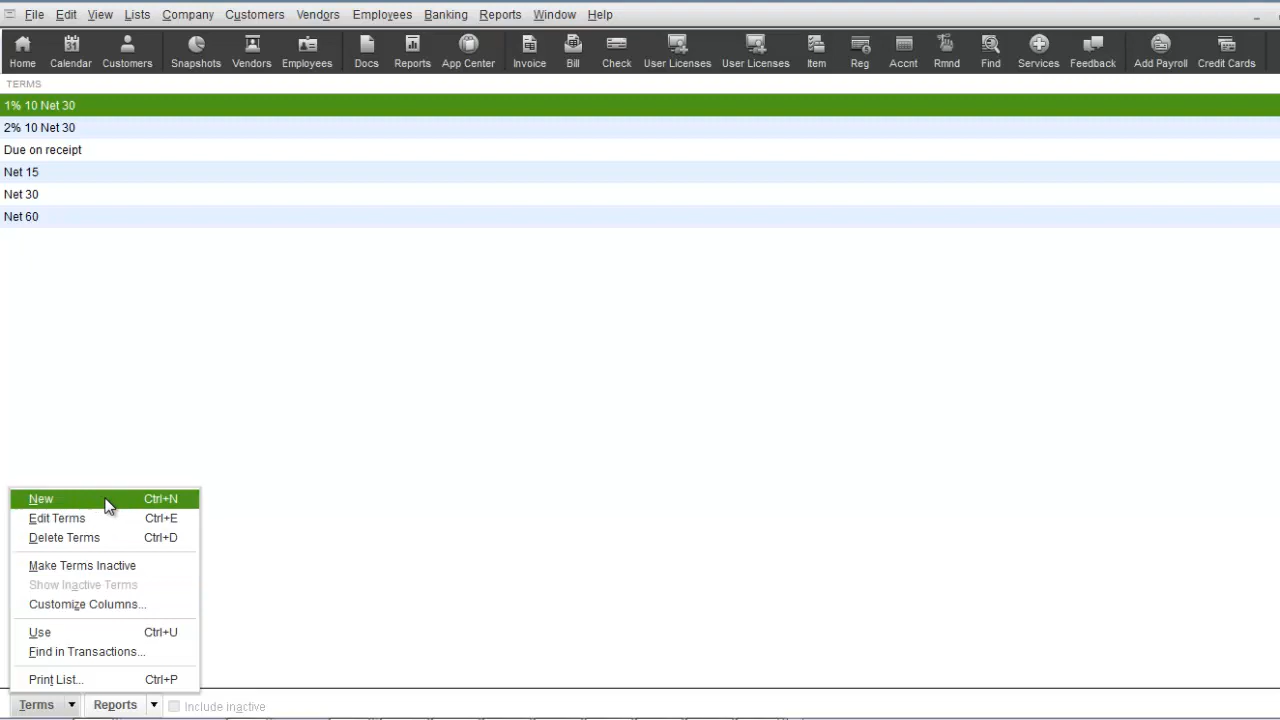 File Edit View Lists Company Customers Vendors Employees Banking Reports Window Help
Home Calendar Customers Snapshots Vendors Employees Docs Reports App Center Invoice Bill Check User Licenses User Licenses Item Reg Accnt Rmnd Find Services Feedback Add Payroll Credit Cards
TERMS
1% 10 Net 30
2% 10 Net 30
Due on receipt
Net 15
Net 30
Net 60
New Ctrl+N
Edit Terms Ctrl+E
Delete Terms Ctrl+D
Make Terms Inactive
Show Inactive Terms
Customize Columns...
Use Ctrl+U
Find in Transactions...
Print List... Ctrl+P
Terms Reports Include inactive